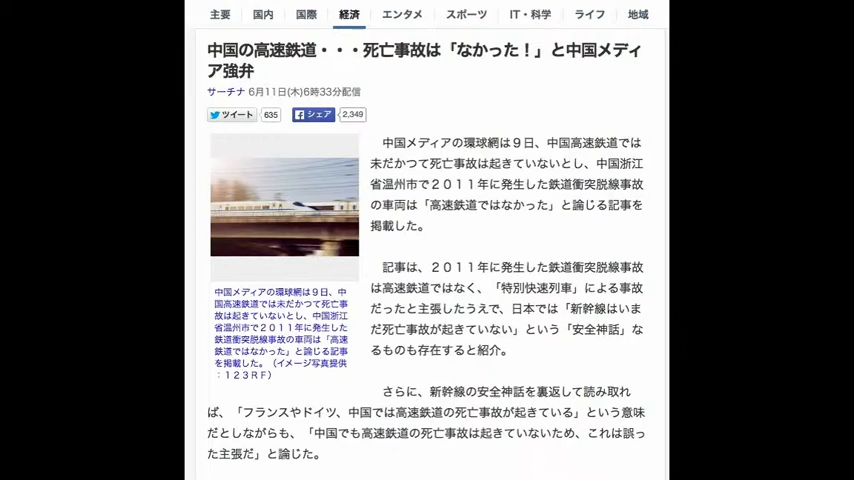 主要 国内 国際 経済 エンタメ スポーツ IT・科学 ライフ 地域
中国の高速鉄道・・・死亡事故は「なかった！」と中国メディ
ア強弁
サーチナ 6月11日(木)6時33分配信
ツイート 635 シェア 2,349
中国メディアの環球網は９日、中国高速鉄道では
未だかつて死亡事故は起きていないとし、中国浙江
省温州市で２０１１年に発生した鉄道衝突脱線事故
の車両は「高速鉄道ではなかった」と論じる記事を
掲載した。
記事は、２０１１年に発生した鉄道衝突脱線事故
は高速鉄道ではなく、「特別快速列車」による事故
だったと主張したうえで、日本では「新幹線はいま
だ死亡事故が起きていない」という「安全神話」な
るものも存在すると紹介。
中国メディアの環球網は９日、中
国高速鉄道では未だかつて死亡事
故は起きていないとし、中国浙江
省温州市で２０１１年に発生した
鉄道衝突脱線事故の車両は「高速
鉄道ではなかった」と論じる記事
を掲載した。（イメージ写真提供
：１２３ＲＦ）
さらに、新幹線の安全神話を裏返して読み取れ
ば、「フランスやドイツ、中国では高速鉄道の死亡事故が起きている」という意味
だとしながらも、「中国でも高速鉄道の死亡事故は起きていないため、これは誤っ
た主張だ」と論じた。